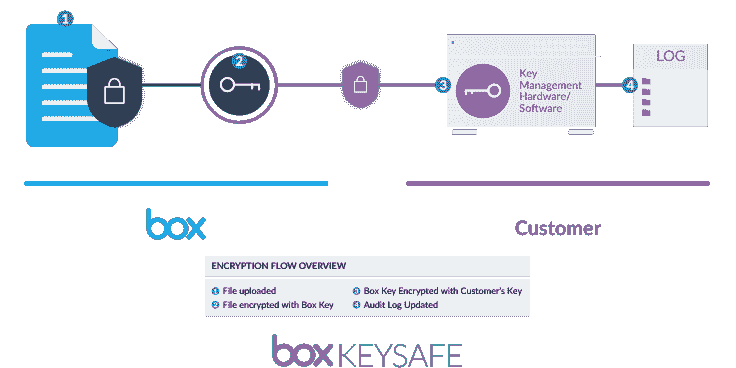 1
2
3
4
Key
Management
Hardware/
Software
LOG
box
Customer
ENCRYPTION FLOW OVERVIEW
1 File uploaded
2 File encrypted with Box Key
3 Box Key Encrypted with Customer's Key
4 Audit Log Updated
box KEYSAFE